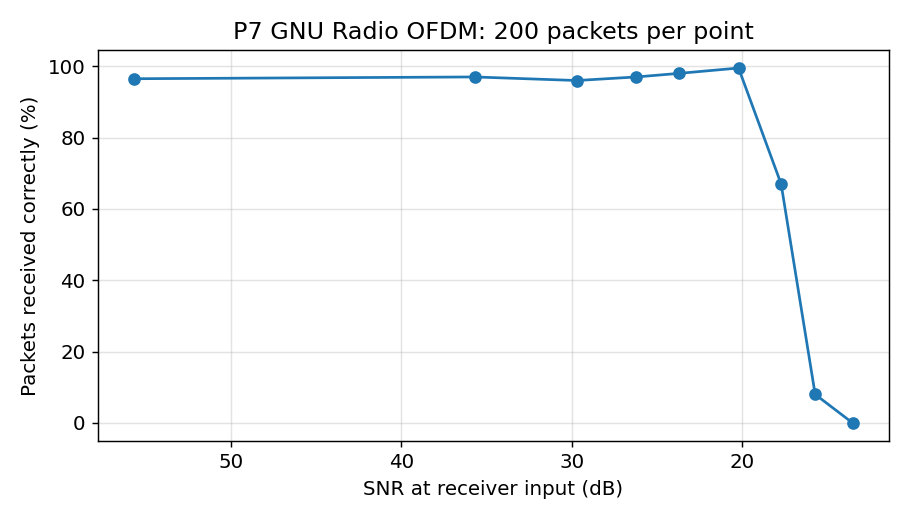 P7 GNU Radio OFDM: 200 packets per point
Packets received correctly (%)
100
80
60
40
20
0
50 40 30 20
SNR at receiver input (dB)